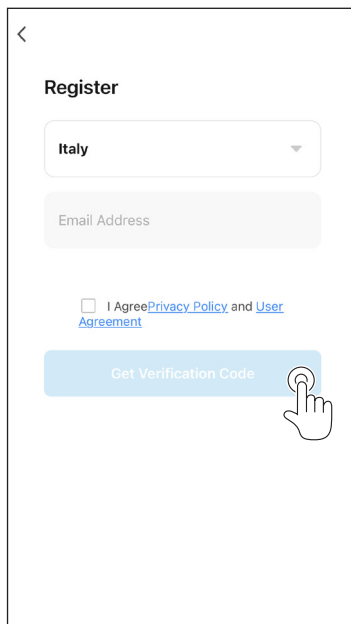 Register
Italy
Email Address
I AgreePrivacy Policy and User
Agreement
Get Verification Code